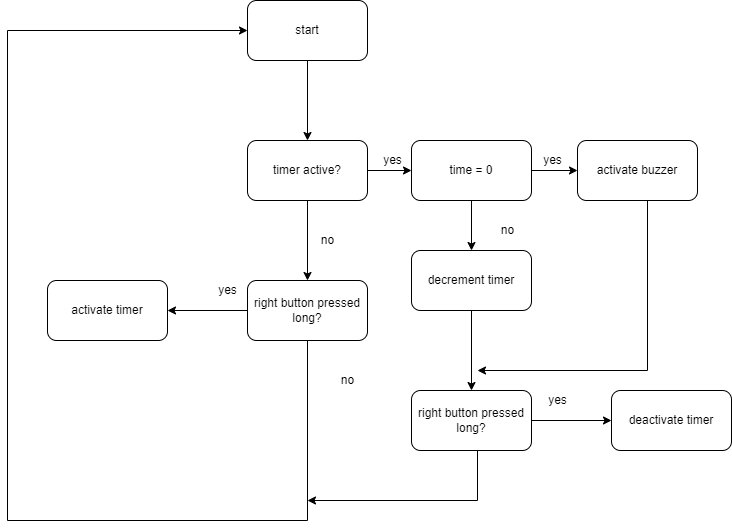 start
timer active?
yes
time = 0
yes
activate buzzer
no
no
decrement timer
activate timer
yes
right button pressed
long?
no
right button pressed
long?
yes
deactivate timer